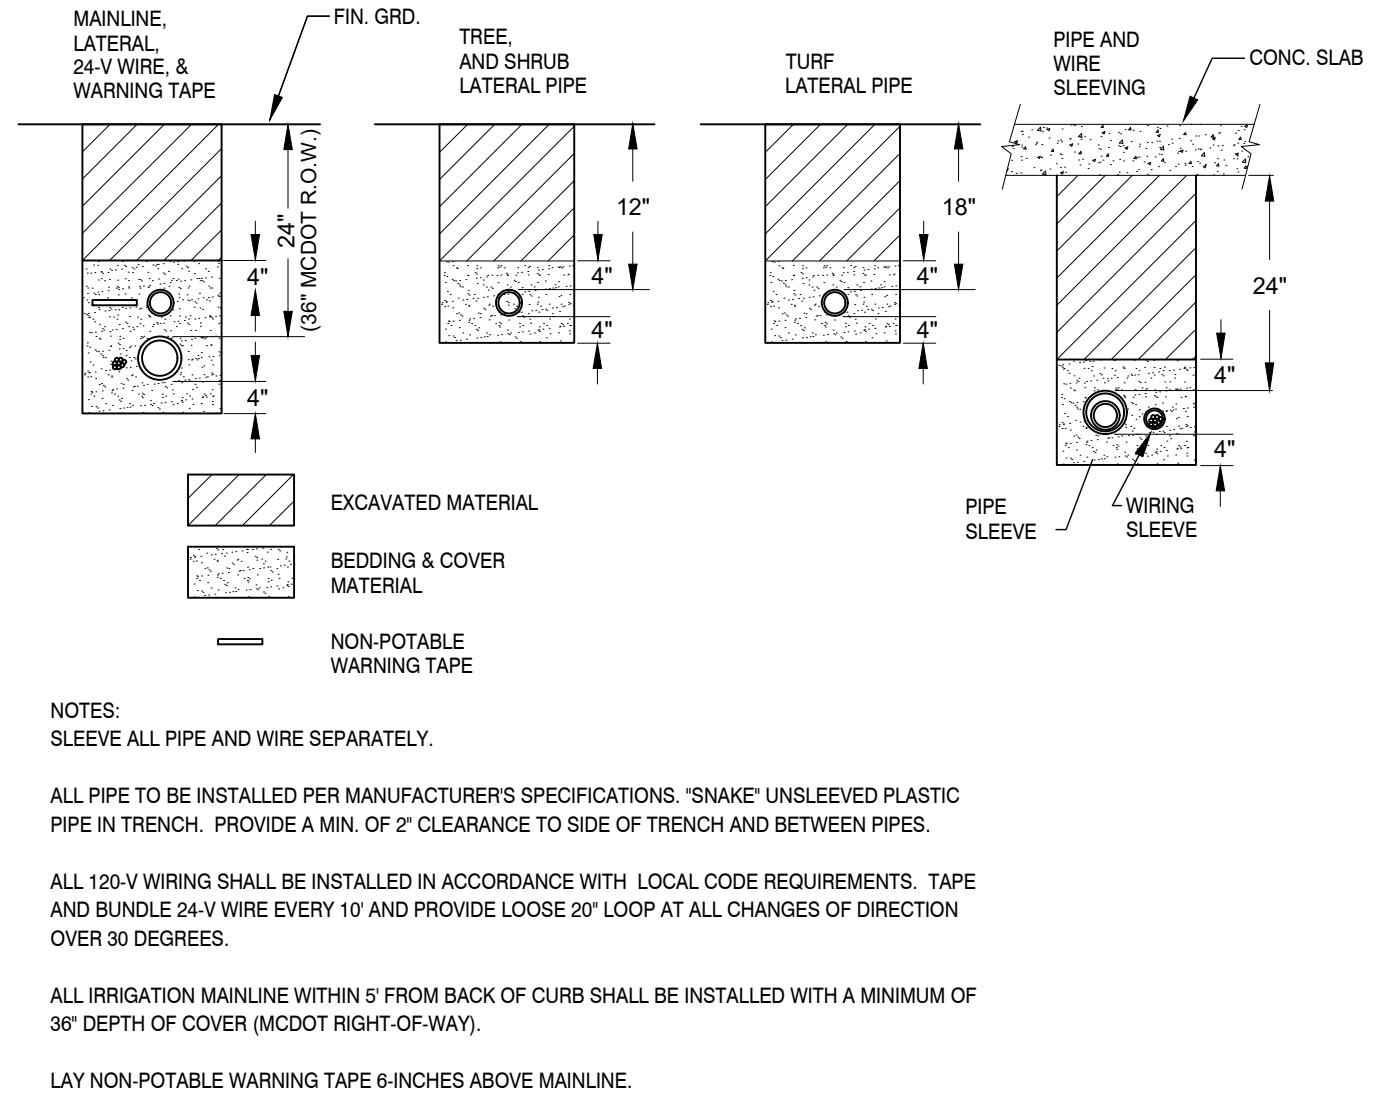 MAINLINE,
LATERAL,
24-V WIRE, &
WARNING TAPE
FIN. GRD.
24"
(36" MCDOT R.O.W.)
4"
4"
TREE,
AND SHRUB
LATERAL PIPE
12"
4"
4"
TURF
LATERAL PIPE
18"
4"
4"
PIPE AND
WIRE
SLEEVING
CONC. SLAB
24"
4"
4"
PIPE
SLEEVE
WIRING
SLEEVE
EXCAVATED MATERIAL
BEDDING & COVER
MATERIAL
NON-POTABLE
WARNING TAPE
NOTES:
SLEEVE ALL PIPE AND WIRE SEPARATELY.
ALL PIPE TO BE INSTALLED PER MANUFACTURER'S SPECIFICATIONS. "SNAKE" UNSLEEVED PLASTIC
PIPE IN TRENCH.  PROVIDE A MIN. OF 2" CLEARANCE TO SIDE OF TRENCH AND BETWEEN PIPES.
ALL 120-V WIRING SHALL BE INSTALLED IN ACCORDANCE WITH  LOCAL CODE REQUIREMENTS.  TAPE
AND BUNDLE 24-V WIRE EVERY 10' AND PROVIDE LOOSE 20" LOOP AT ALL CHANGES OF DIRECTION
OVER 30 DEGREES.
ALL IRRIGATION MAINLINE WITHIN 5' FROM BACK OF CURB SHALL BE INSTALLED WITH A MINIMUM OF
36" DEPTH OF COVER (MCDOT RIGHT-OF-WAY).
LAY NON-POTABLE WARNING TAPE 6-INCHES ABOVE MAINLINE.